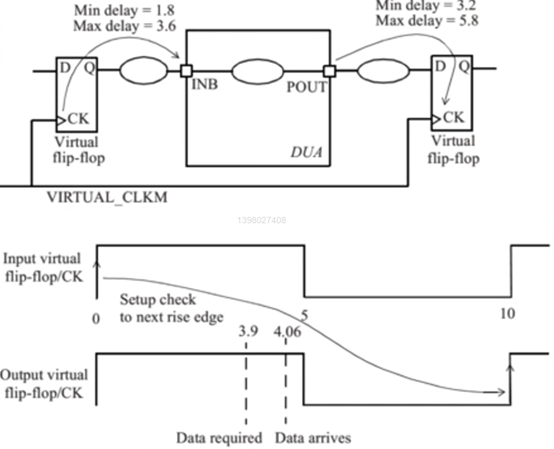 Min delay = 1.8
Max delay = 3.6
Min delay = 3.2
Max delay = 5.8
D Q
INB
POUT
D Q
CK
CK
Virtual
flip-flop
DUA
Virtual
flip-flop
VIRTUAL_CLKM
1398027408
Input virtual
flip-flop/CK
Setup check
to next rise edge
0
5
10
3.9
4.06
Output virtual
flip-flop/CK
Data required
Data arrives